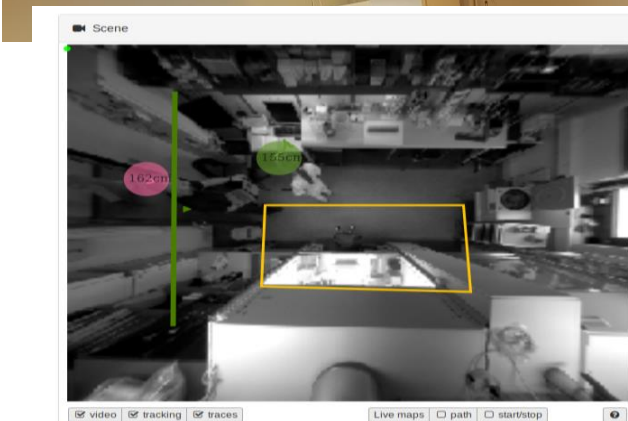 Scene
155cm
162cm
video tracking traces Live maps path start/stop